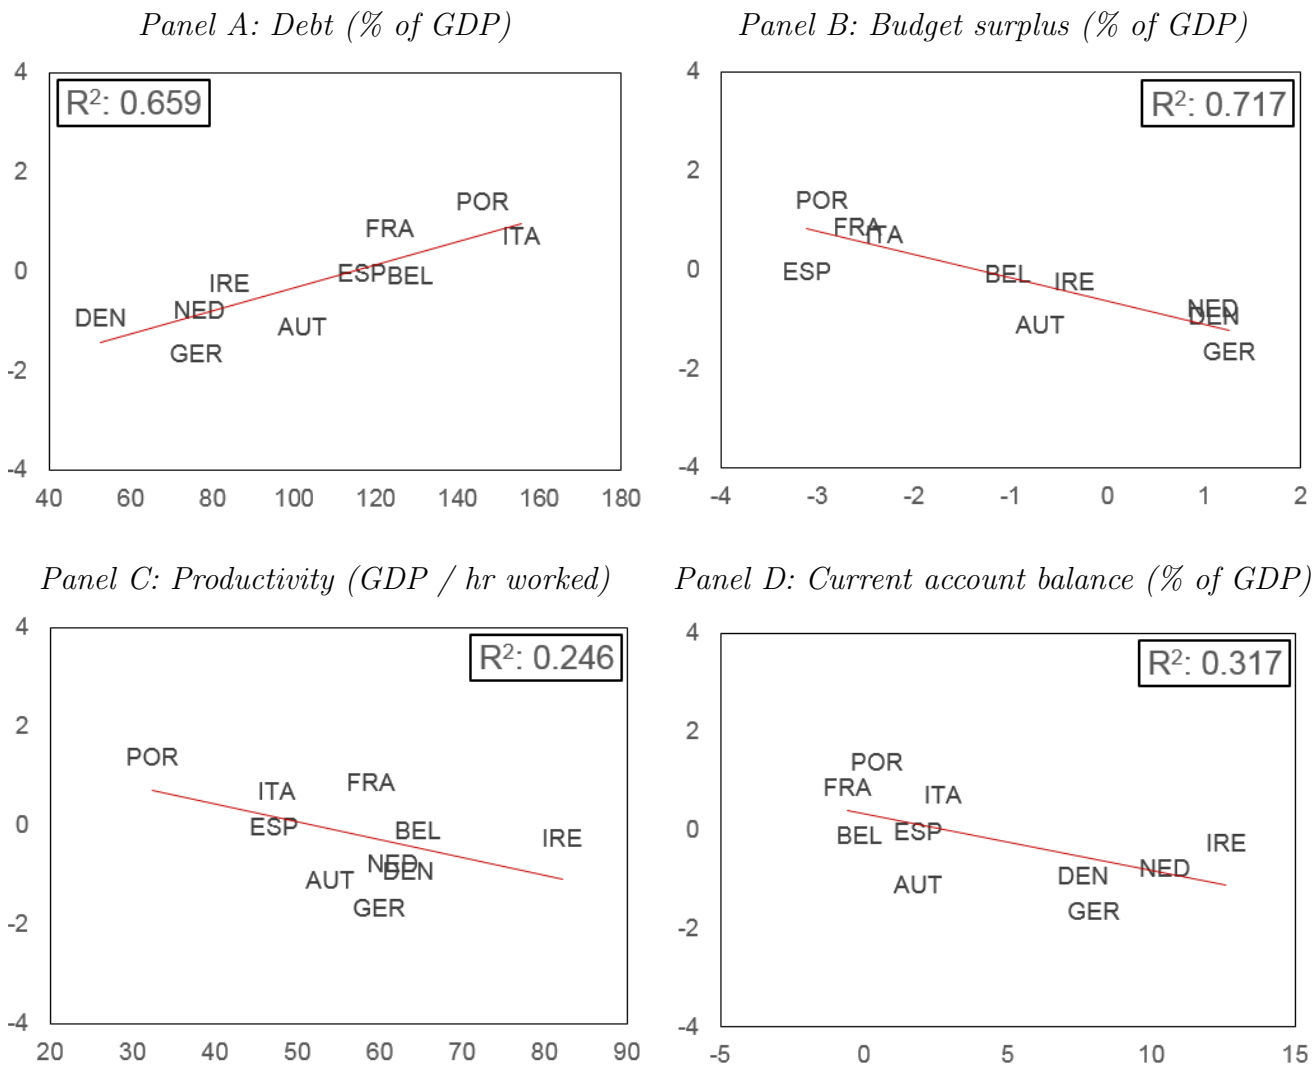 Panel A: Debt (% of GDP)
4
R²: 0.659
2
POR
FRA
ITA
0
ESP
BEL
IRE
NED
DEN
AUT
GER
-2
-4
40 60 80 100 120 140 160 180
Panel B: Budget surplus (% of GDP)
4
R²: 0.717
2
POR
FRA
ITA
0
ESP
BEL
IRE
NED
DEN
AUT
GER
-2
-4
-4 -3 -2 -1 0 1 2
Panel C: Productivity (GDP / hr worked)
4
R²: 0.246
2
POR
FRA
ITA
0
ESP
BEL
IRE
NED
DEN
AUT
GER
-2
-4
20 30 40 50 60 70 80 90
Panel D: Current account balance (% of GDP)
4
R²: 0.317
2
POR
FRA
ITA
0
ESP
BEL
IRE
NED
DEN
AUT
GER
-2
-4
-5 0 5 10 15